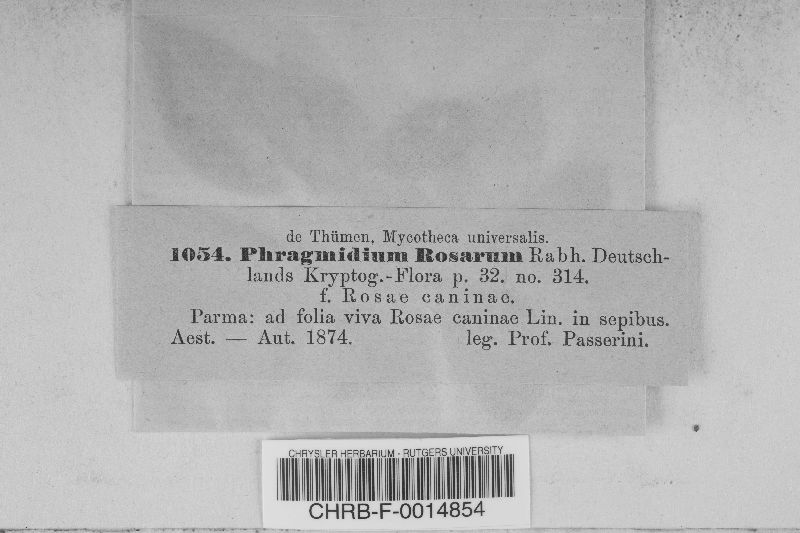 de Thümen, Mycotheca universalis.
1054. Phragmidium Rosarum Rabh. Deutsch-
lands Kryptog.-Flora p. 32. no. 314.
f. Rosae caninae.
Parma: ad folia viva Rosae caninae Lin. in sepibus.
Aest. — Aut. 1874. leg. Prof. Passerini.
CHRYSLER HERBARIUM - RUTGERS UNIVERSITY
CHRB-F-0014854